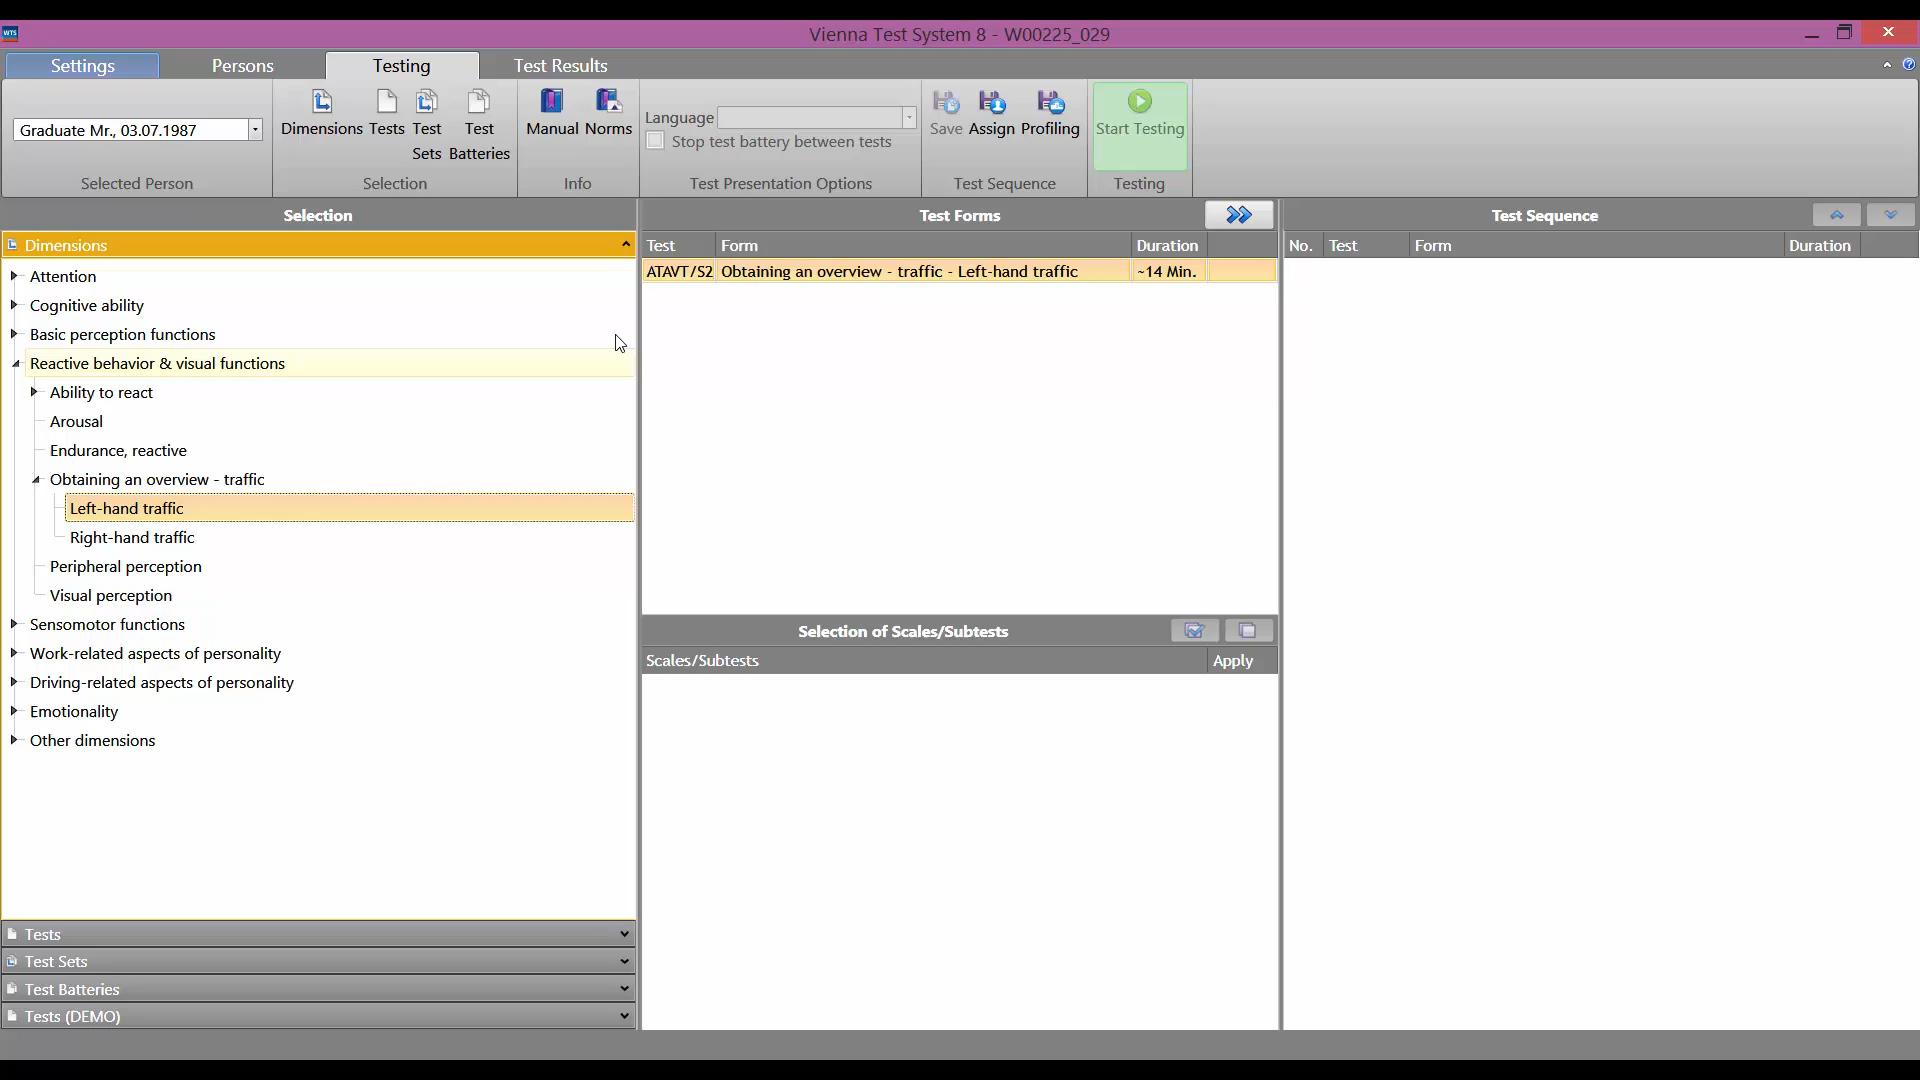 WTS
Vienna Test System 8 - W00225_029
Settings
Persons
Testing
Test Results
Graduate Mr., 03.07.1987
Selected Person
Dimensions
Tests
Test Sets
Test Batteries
Selection
Manual
Norms
Info
Language
Stop test battery between tests
Test Presentation Options
Save
Assign
Profiling
Test Sequence
Start Testing
Testing
Selection
Dimensions
Attention
Cognitive ability
Basic perception functions
Reactive behavior & visual functions
Ability to react
Arousal
Endurance, reactive
Obtaining an overview - traffic
Left-hand traffic
Right-hand traffic
Peripheral perception
Visual perception
Sensomotor functions
Work-related aspects of personality
Driving-related aspects of personality
Emotionality
Other dimensions
Tests
Test Sets
Test Batteries
Tests (DEMO)
Test Forms
Test Form Duration
ATAVT/S2 Obtaining an overview - traffic - Left-hand traffic ~14 Min.
Selection of Scales/Subtests
Scales/Subtests Apply
Test Sequence
No. Test Form Duration